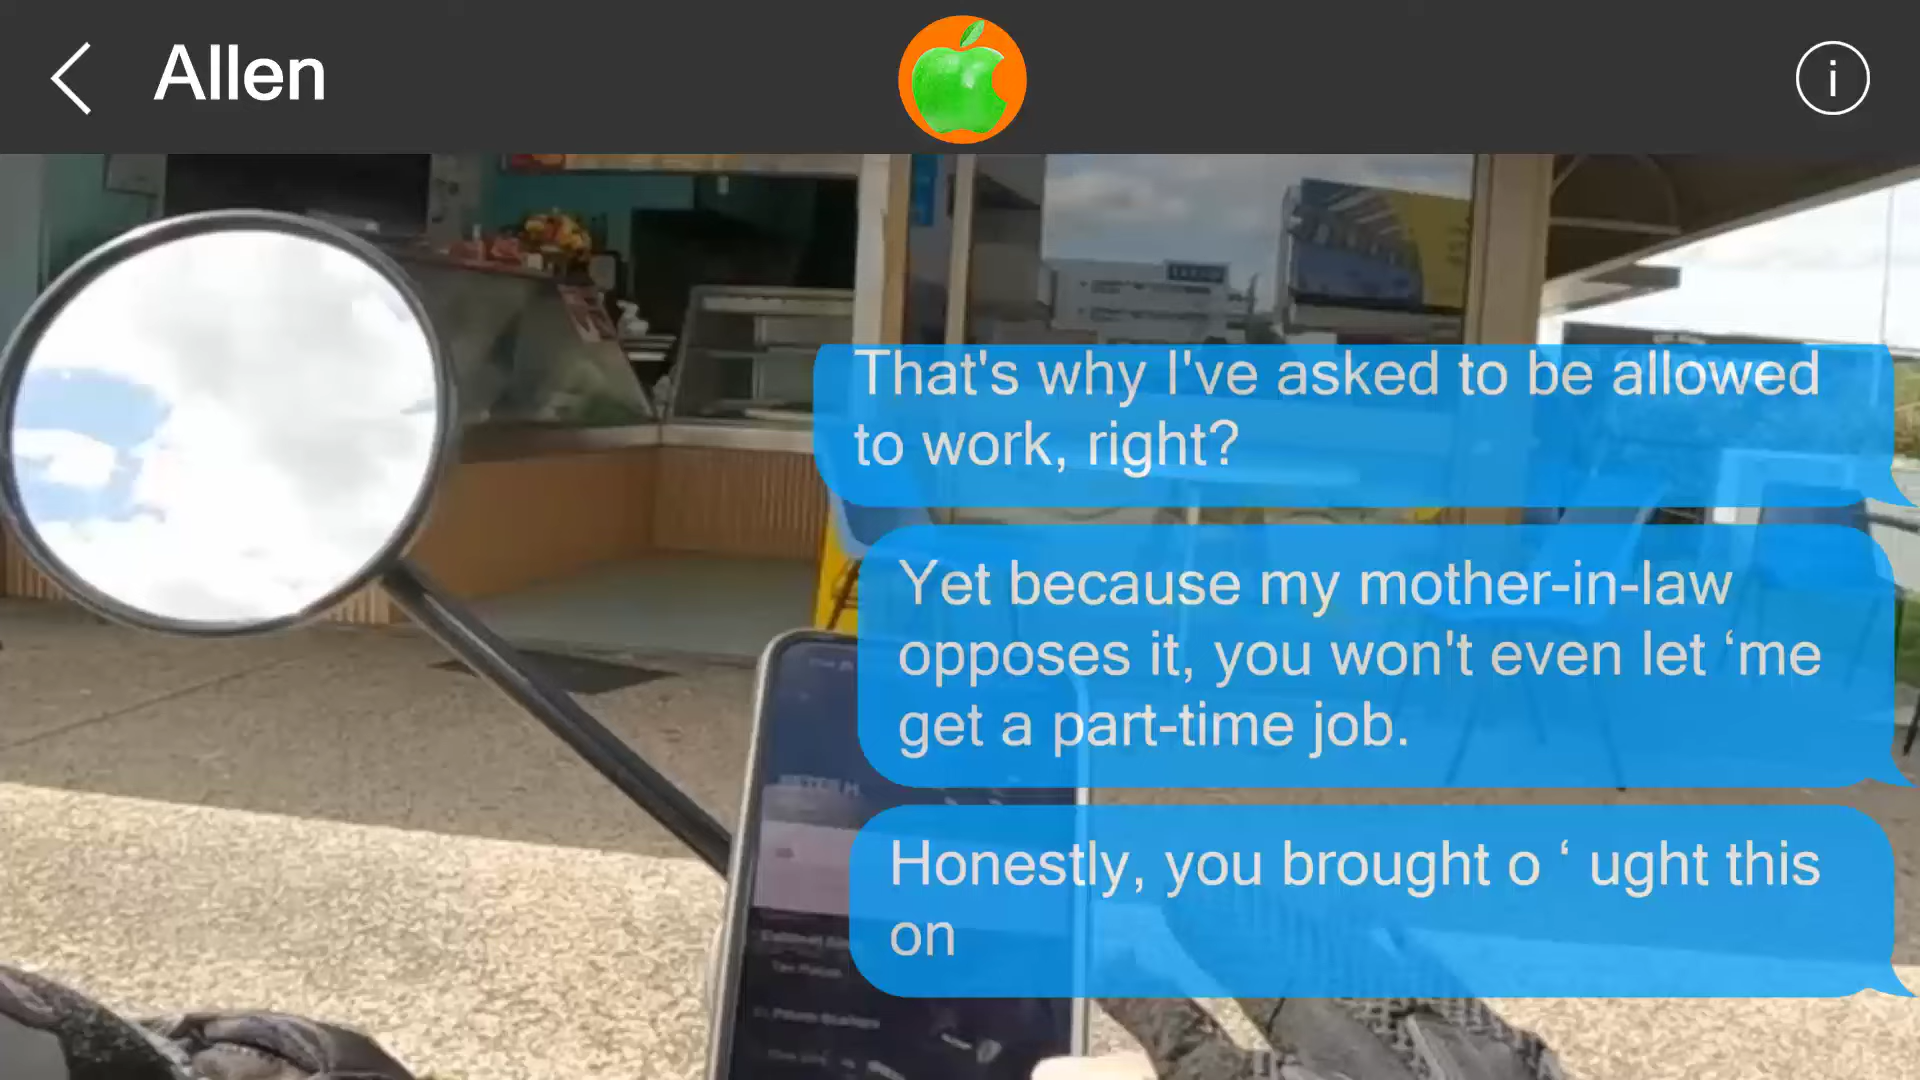 Allen
i
That's why I've asked to be allowed
to work, right?
Yet because my mother-in-law
opposes it, you won't even let ‘me
get a part-time job.
Honestly, you brought o ‘ ught this
on